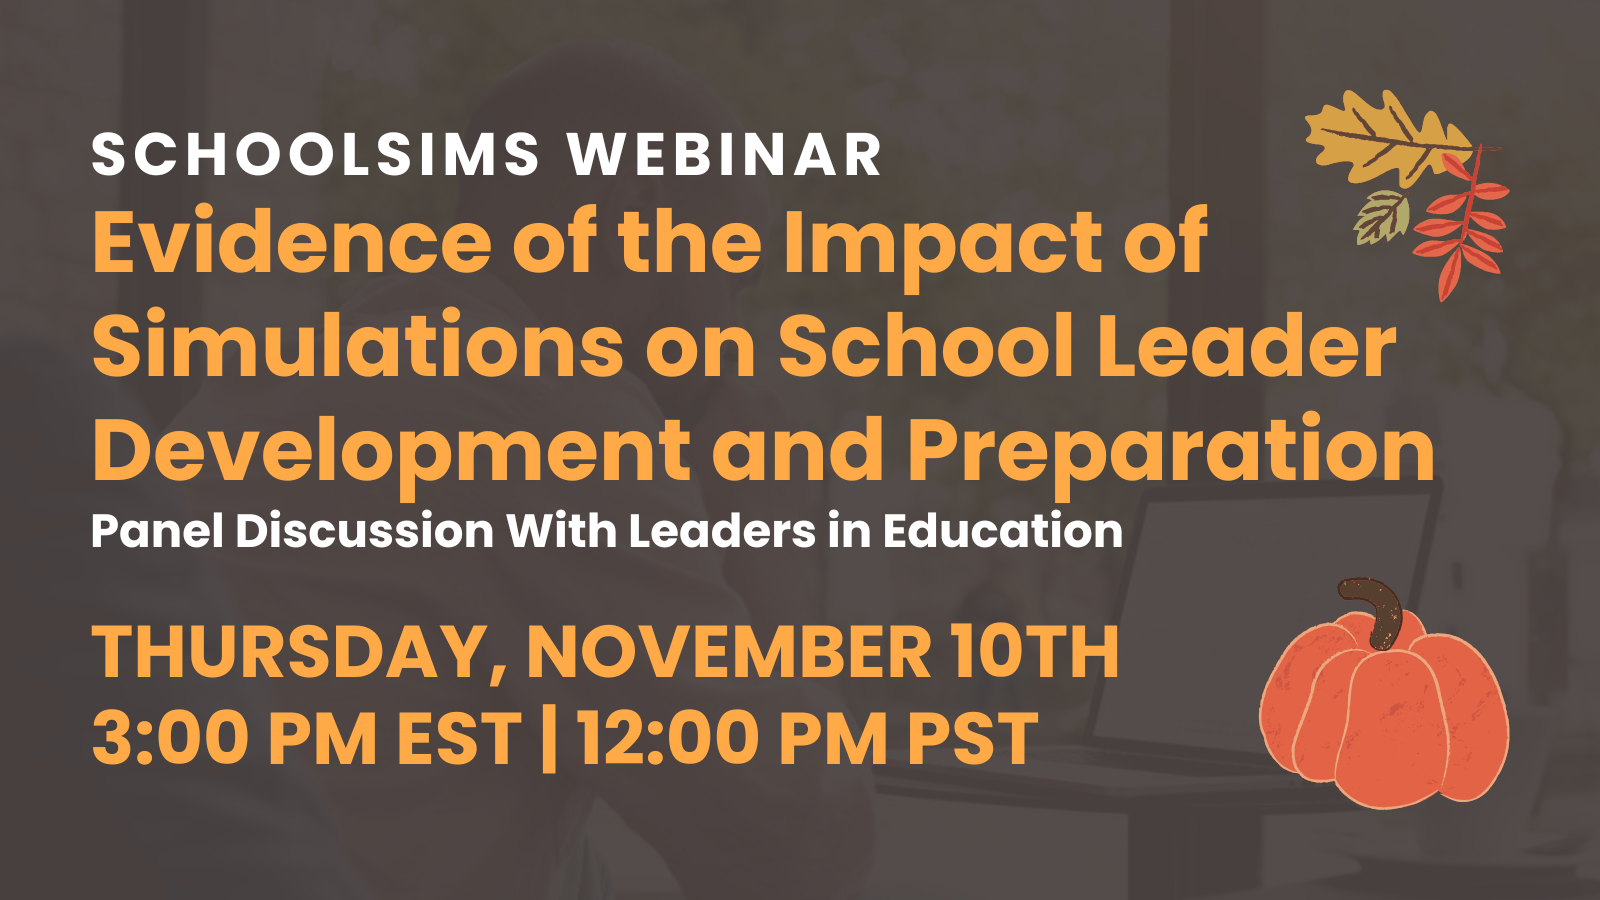 SCHOOLSIMS WEBINAR
Evidence of the Impact of
Simulations on School Leader
Development and Preparation
Panel Discussion With Leaders in Education
THURSDAY, NOVEMBER 10TH
3:00 PM EST | 12:00 PM PST